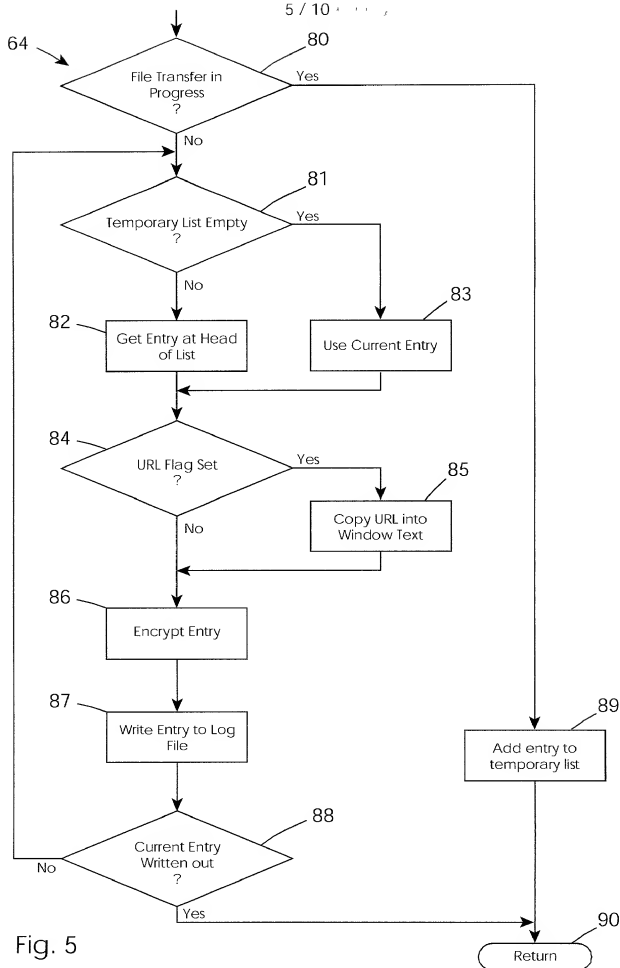 5 / 10
64
80
File Transfer in
Progress
?
Yes
No
81
Temporary List Empty
?
Yes
No
82
Get Entry at Head
of List
83
Use Current Entry
84
URL Flag Set
?
Yes
No
85
Copy URL into
Window Text
86
Encrypt Entry
87
Write Entry to Log
File
89
Add entry to
temporary list
88
Current Entry
Written out
?
No
Yes
90
Return
Fig. 5